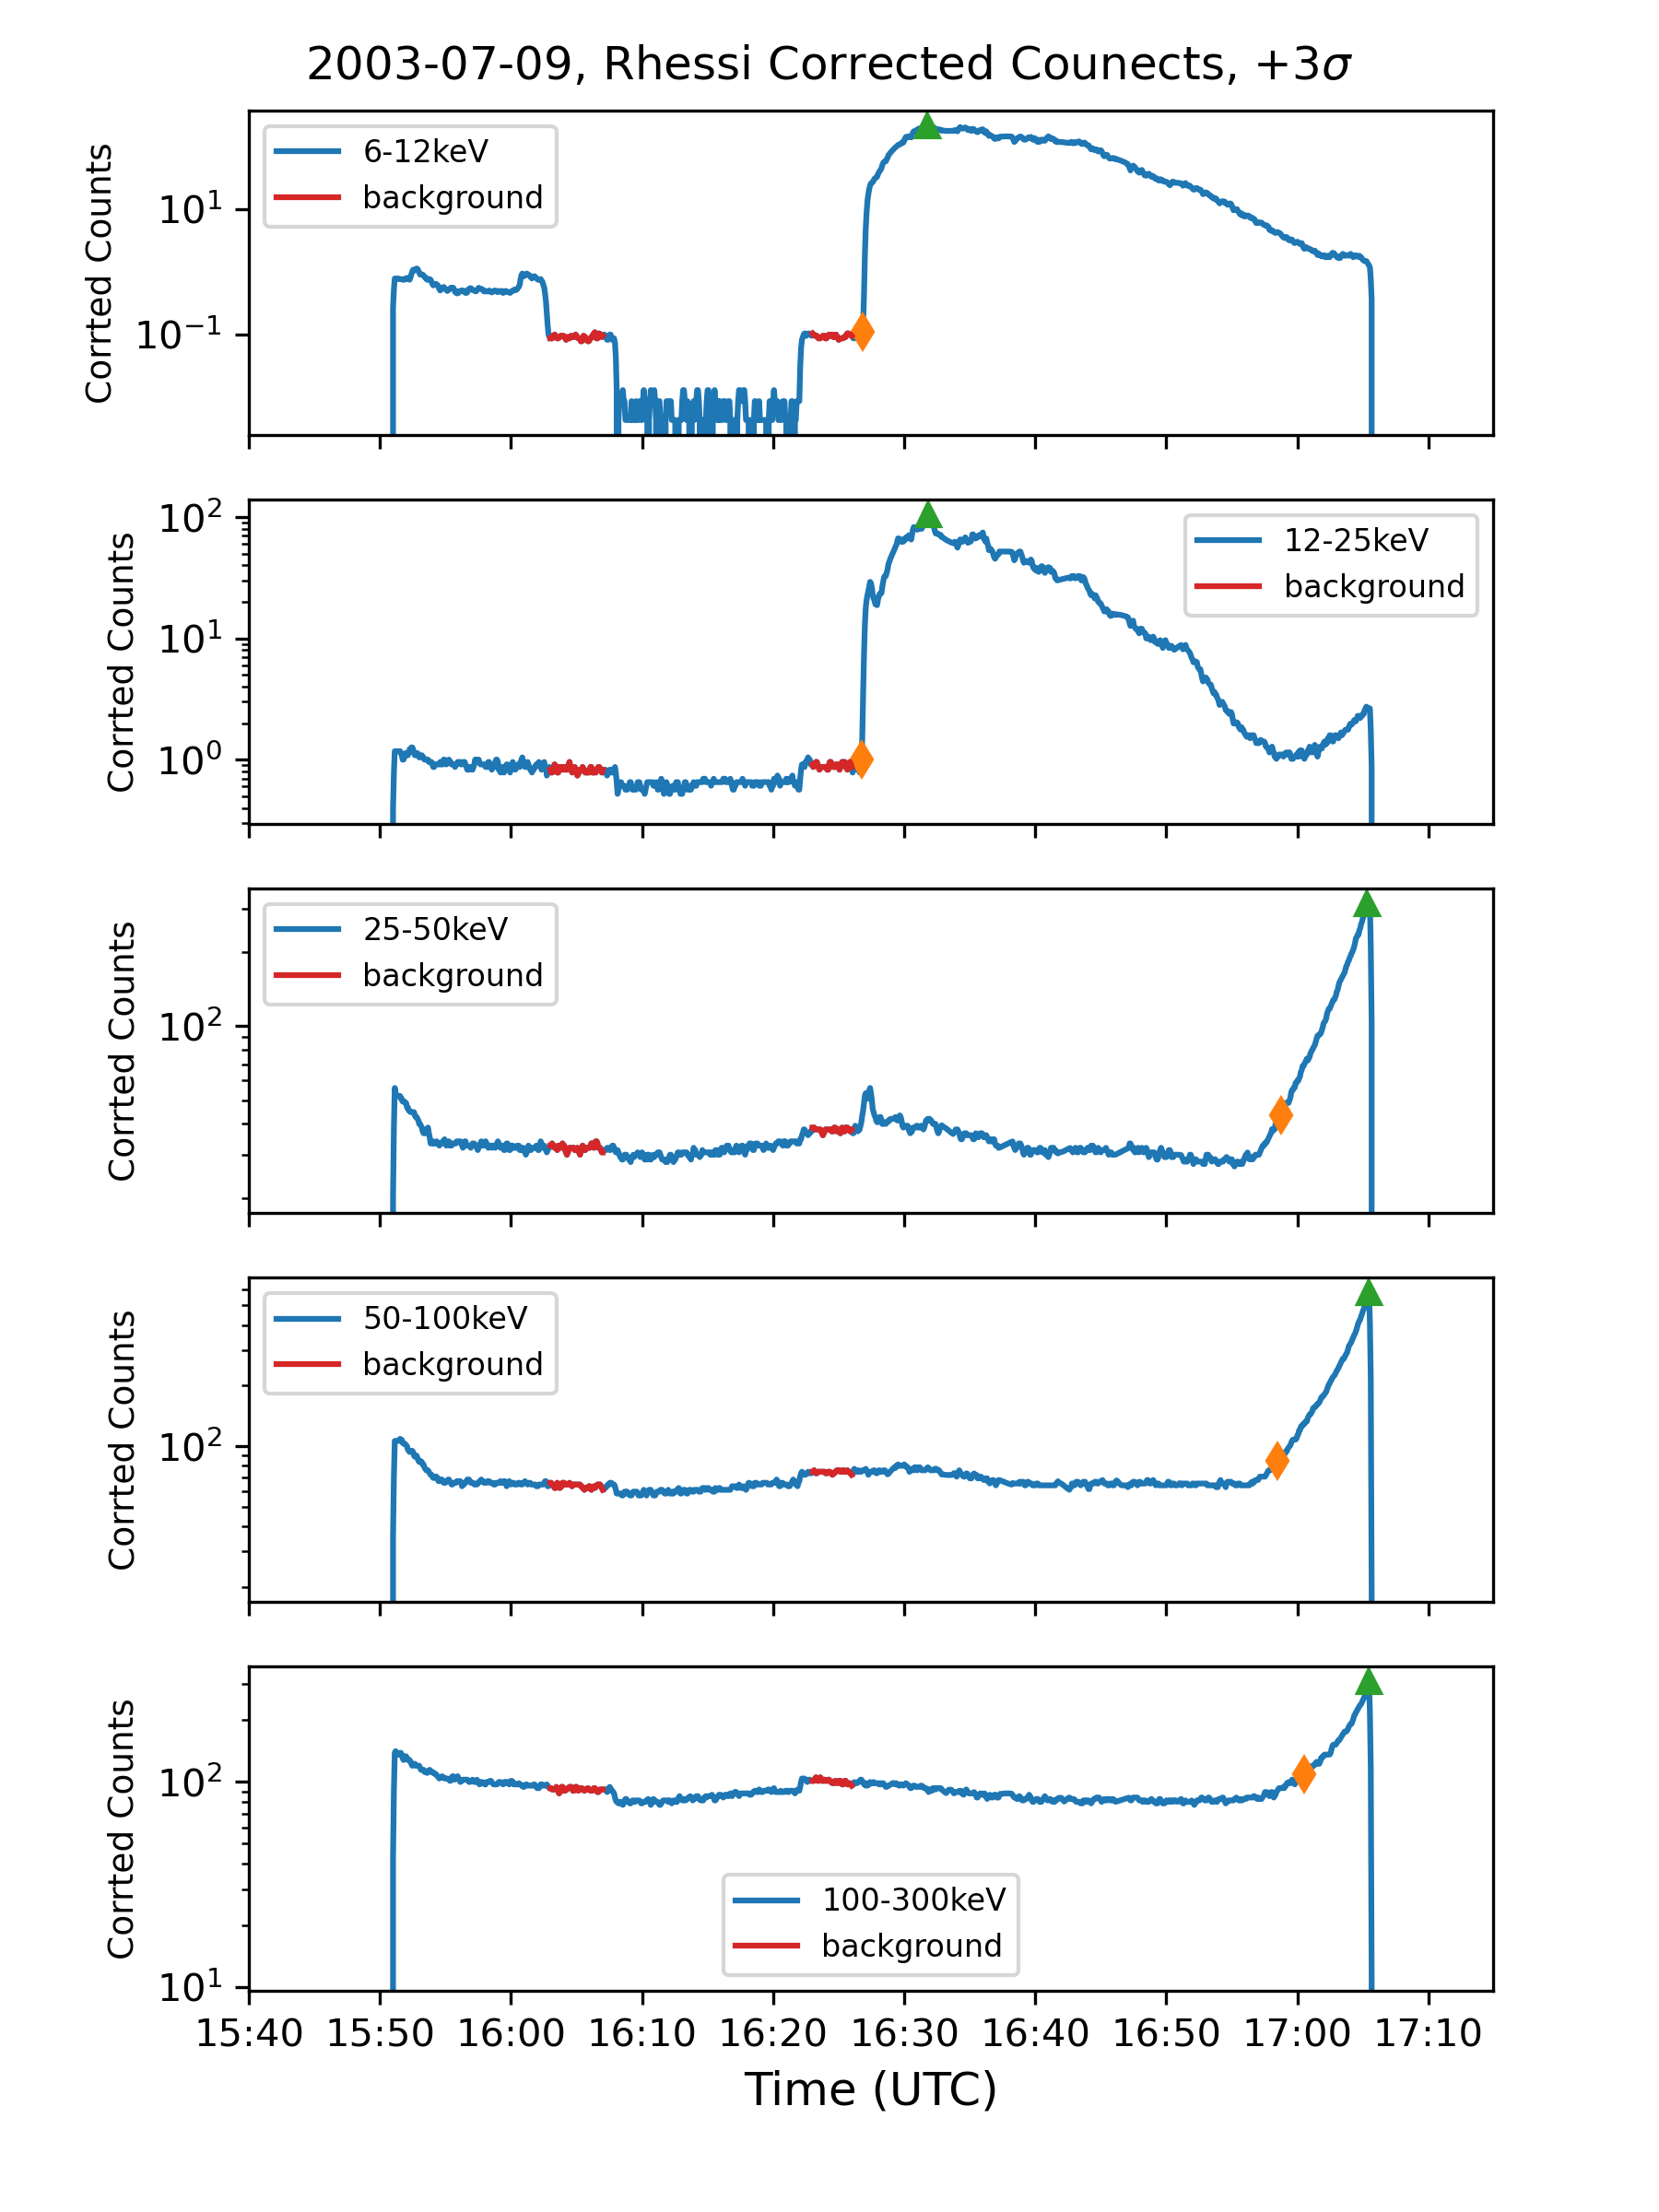 2003-07-09, Rhessi Corrected Counects, +3σ
Corrted Counts
6-12keV
background
10¹
10⁻¹
Corrted Counts
12-25keV
background
10²
10¹
10⁰
Corrted Counts
25-50keV
background
10²
Corrted Counts
50-100keV
background
10²
Corrted Counts
100-300keV
background
10²
10¹
15:40 15:50 16:00 16:10 16:20 16:30 16:40 16:50 17:00 17:10
Time (UTC)